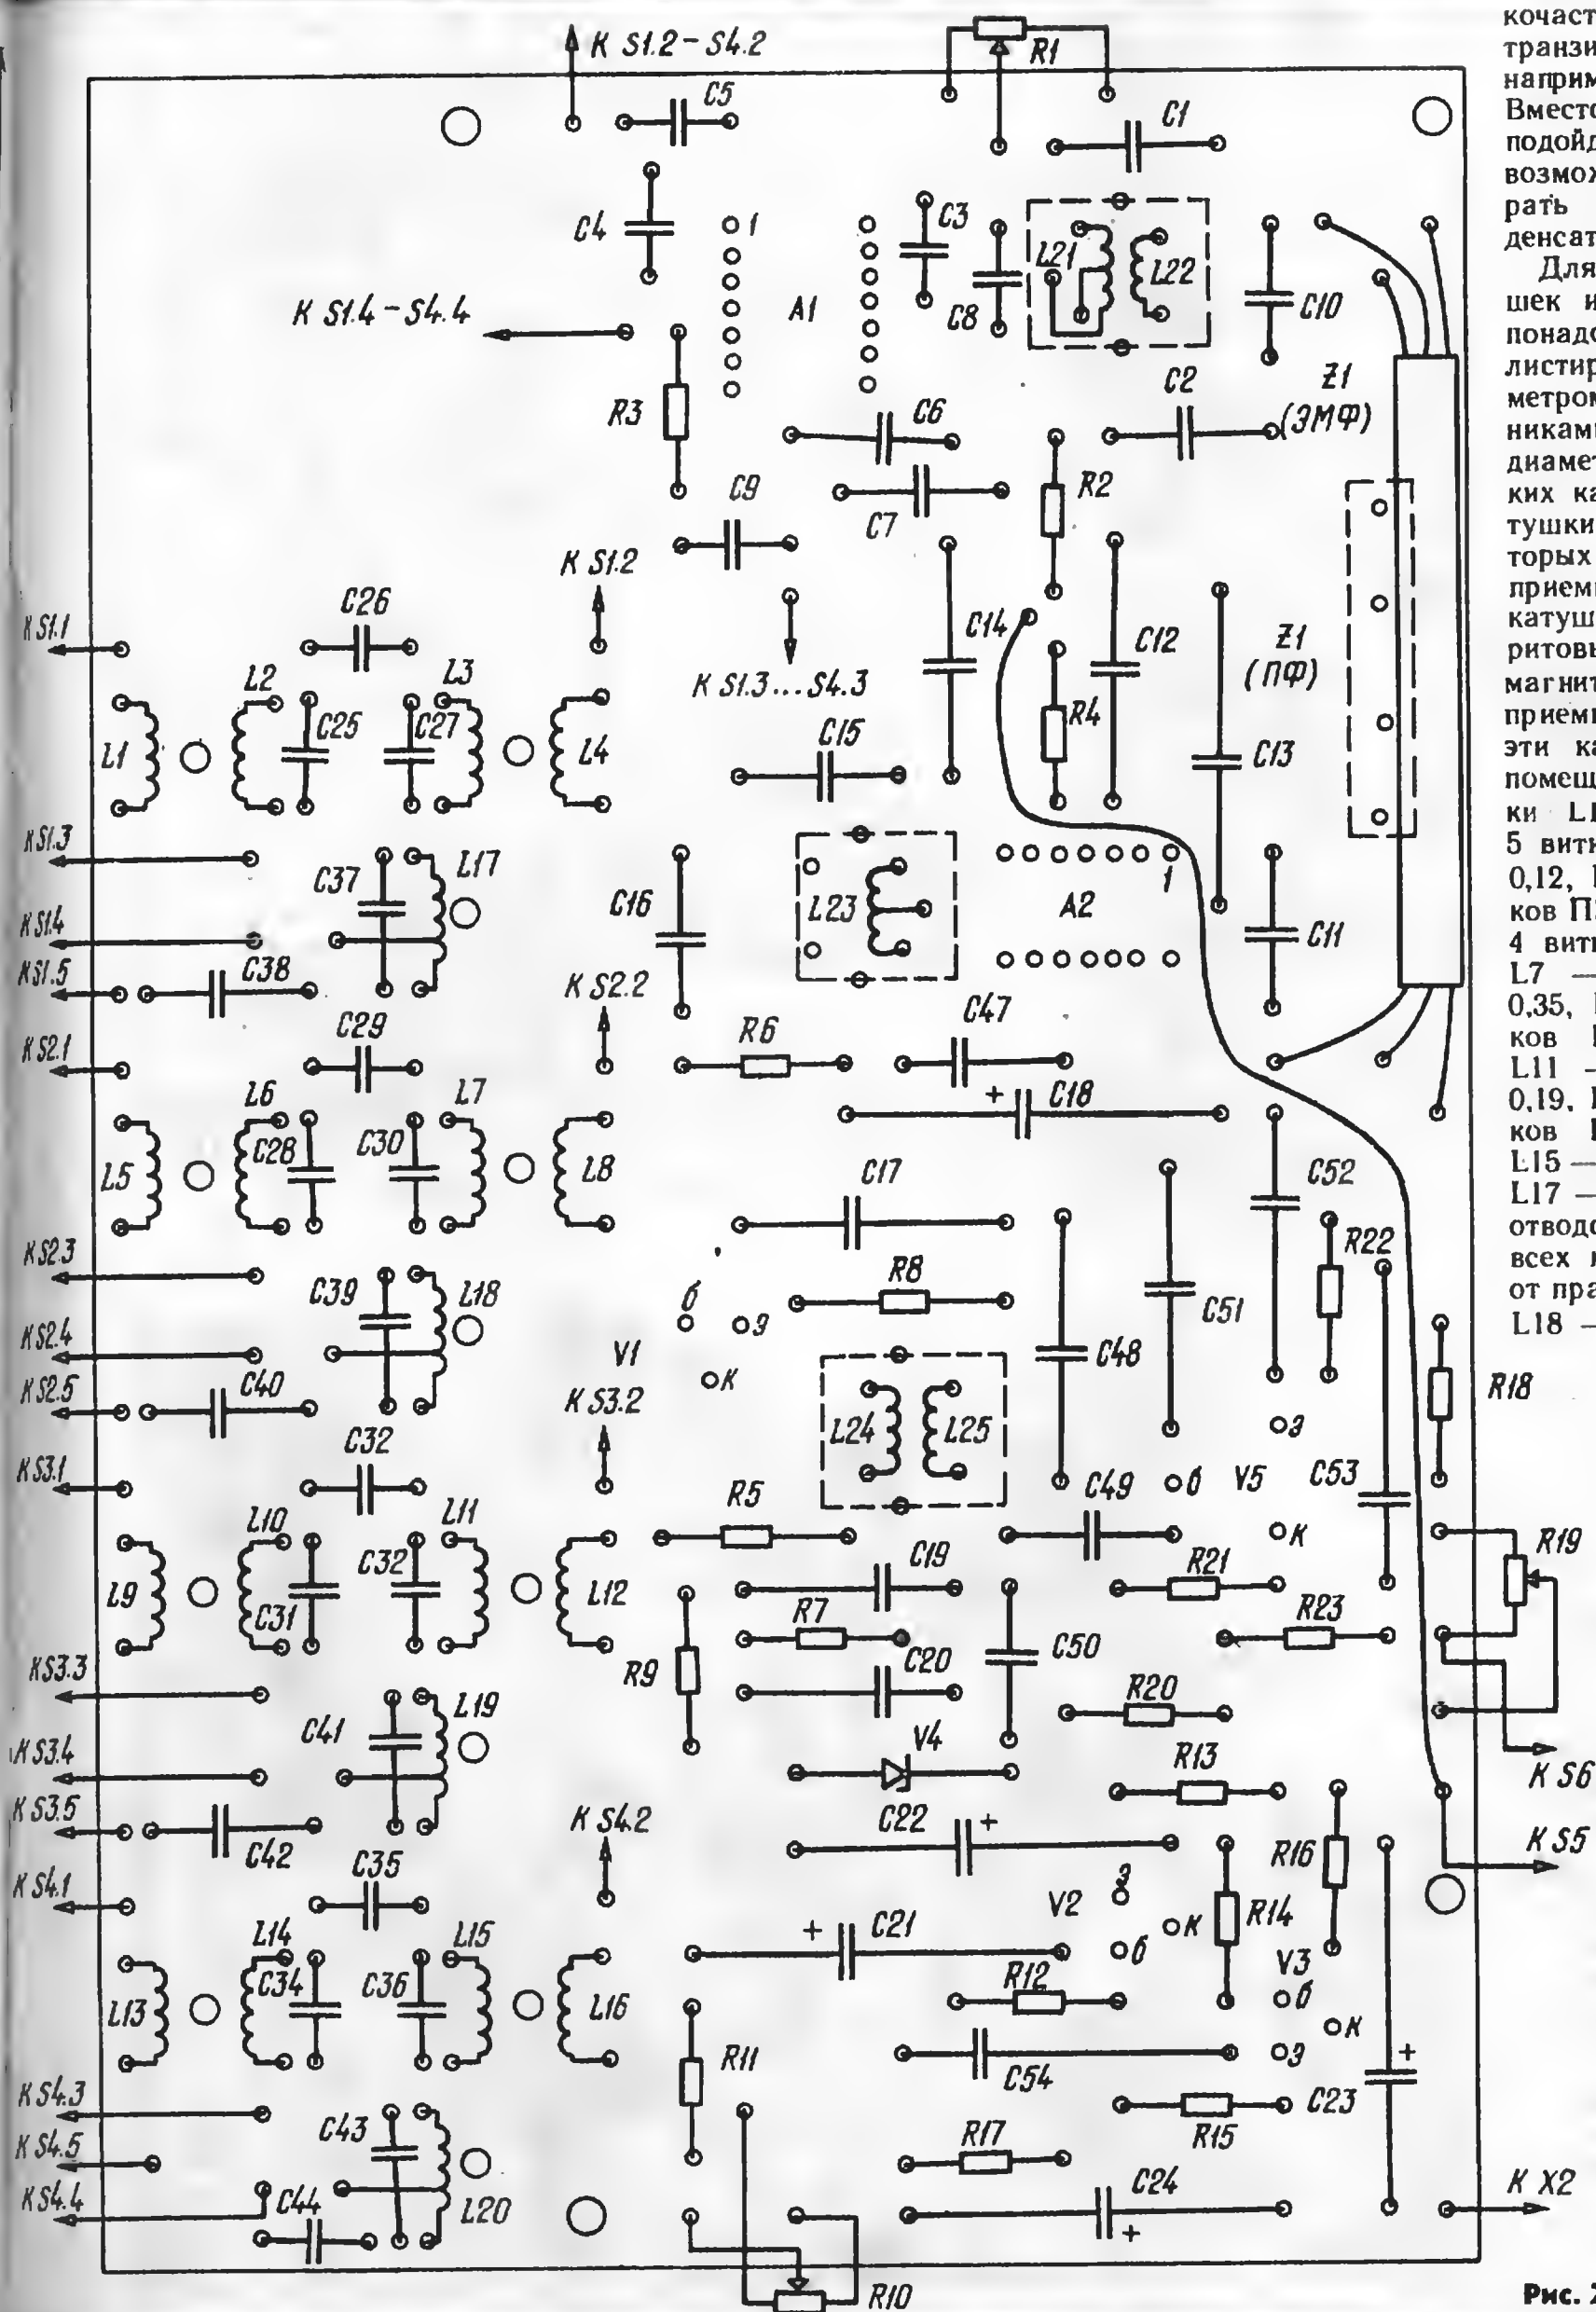 К S1.2 – S4.2
R1
C5
C1
C4
1
C3
L21
L22
A1
C8
C10
К S1.4 – S4.4
R3
C6
C2
Z1
(ЭМФ)
C9
C7
R2
К S1.2
К S1.1
C26
C14
C12
Z1
(ПФ)
L2
L3
К S1.3...S4.3
L1
C25
C27
L4
C15
R4
C13
К S1.3
C37
L17
C16
L23
1
A2
C11
К S1.4
К S1.5
C38
К S2.2
C29
R6
C47
К S2.1
L6
L7
+
C18
L5
C28
C30
L8
C17
C52
R22
К S2.3
C39
L18
б
э
R8
C51
К S2.4
V1
к
C48
К S2.5
C40
К S3.2
L24
L25
R18
э
C32
К S3.1
L10
L11
R5
C49
б
V5
C53
к
R19
L9
C31
C32
L12
C19
R21
R7
R23
К S3.3
R9
C20
C50
R20
C41
L19
V4
R13
К S3.4
К S6
К S3.5
C42
К S4.2
C22
+
R16
К S5
C35
К S4.1
V2
э
к
R14
L14
L15
+
C21
б
V3
L13
C34
C36
L16
R12
б
к
R11
C54
э
+
К S4.3
C43
R15
C23
К S4.5
R17
К S4.4
C44
L20
C24
+
К X2
R10
кочаст
транзи
наприм
Вместо
подойд
возмож
рать
денсат
Для
шек и
понадо
листир
метром
никами
диамет
ких ка
тушки
торых
приеми
катуш
ритовы
магнит
приеми
эти ка
помещ
ки L1
5 витк
0,12,
ков П
4 витк
L7 —
0,35,
ков
L11 —
0,19,
ков
L15 —
L17 —
отводо
всех к
от пра
L18 —
Рис.